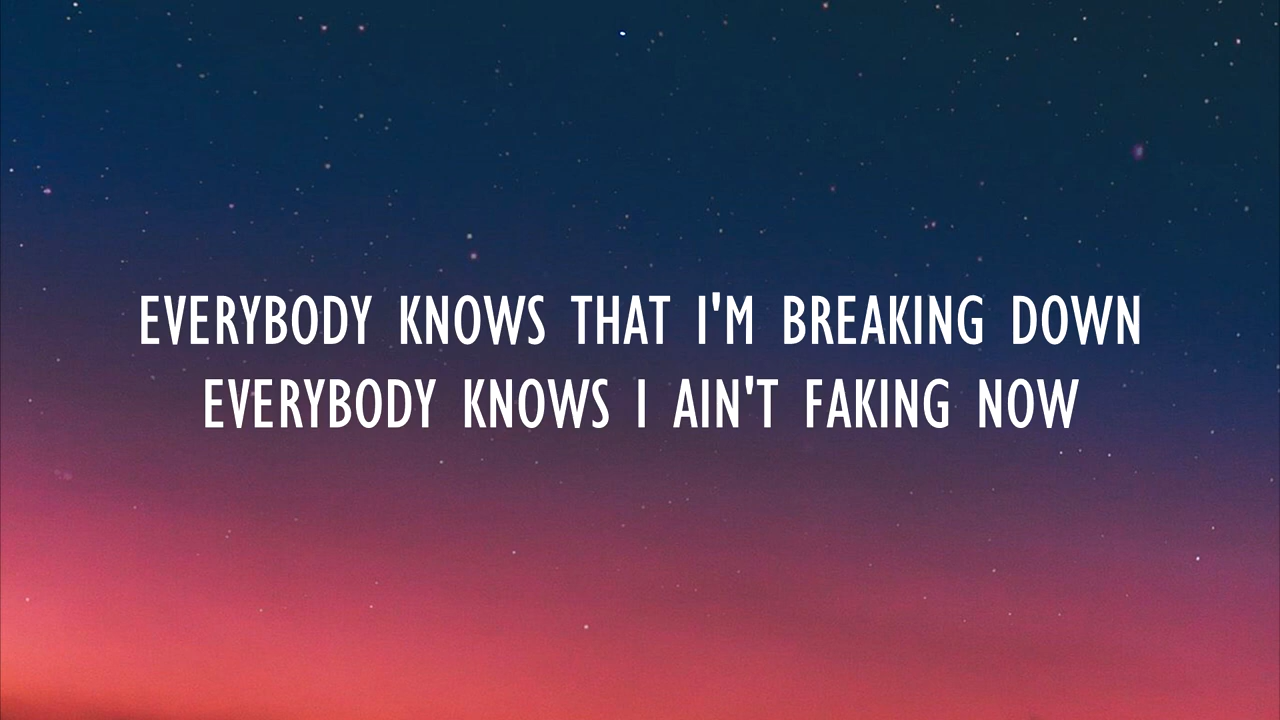 EVERYBODY KNOWS THAT I'M BREAKING DOWN
EVERYBODY KNOWS I AIN'T FAKING NOW